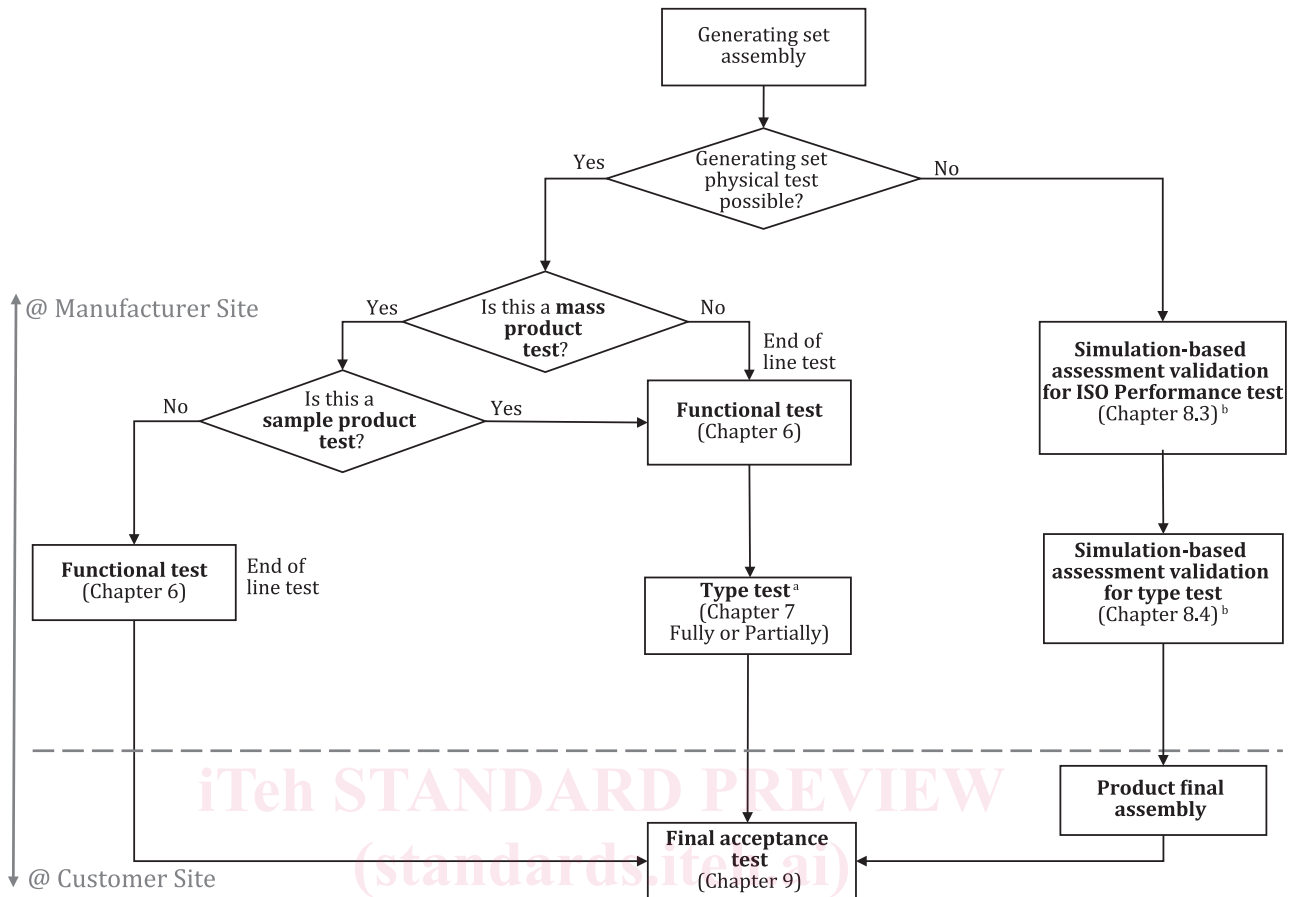 Generating set
assembly
Yes
Generating set
physical test
possible?
No
@ Manufacturer Site
Yes
Is this a mass
product
test?
No
End of
line test
Simulation-based
assessment validation
for ISO Performance test
(Chapter 8.3) b
No
Is this a
sample product
test?
Yes
Functional test
(Chapter 6)
Functional test
(Chapter 6)
End of
line test
Type test a
(Chapter 7
Fully or Partially)
Simulation-based
assessment validation
for type test
(Chapter 8.4) b
iTeh STANDARD PREVIEW
(standards.iteh.ai)
Product final
assembly
Final acceptance
test
(Chapter 9)
@ Customer Site